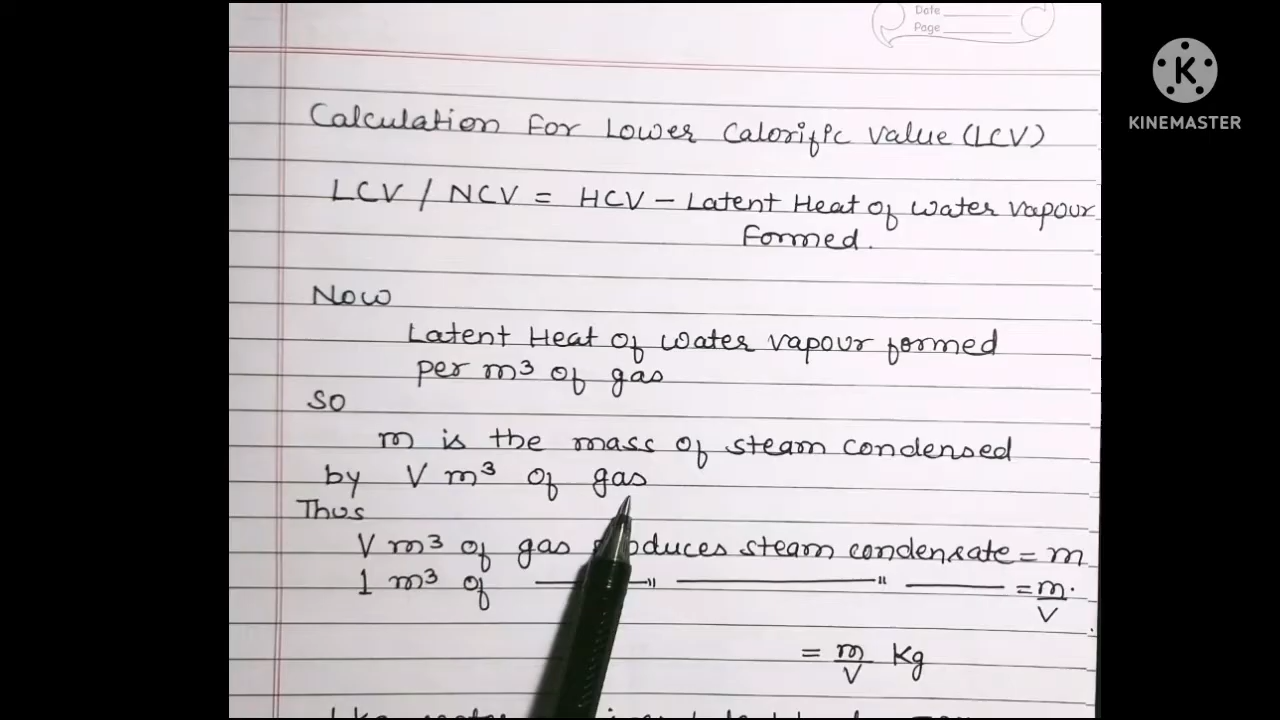 Date
Page
K
KINEMASTER
Calculation For Lower Calorific Value (LCV)
LCV / NCV = HCV - Latent Heat of water vapour
formed.
Now
Latent Heat of water vapour formed
per m³ of gas
So
m is the mass of steam condensed
by V m³ of gas
Thus
V m³ of gas produces steam condensate = m
1 m³ of —〃 —〃 — = m/V
= m/V Kg